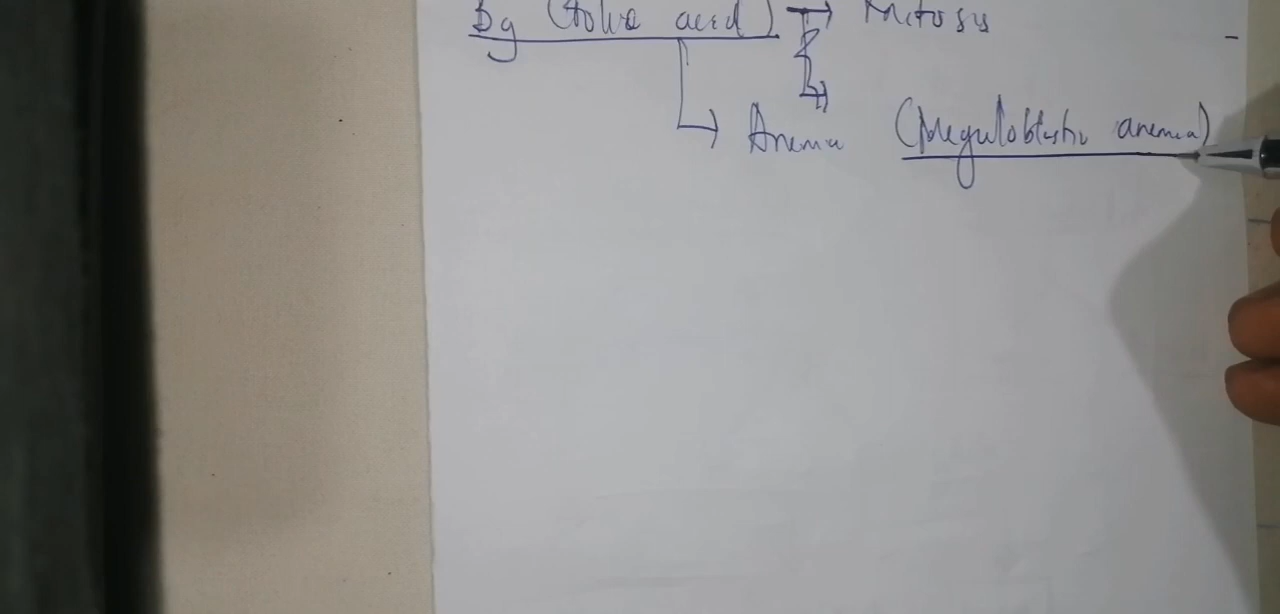 B9 (Folic acid) → Mitosis
↳ Anemia (Megaloblastic anemia)